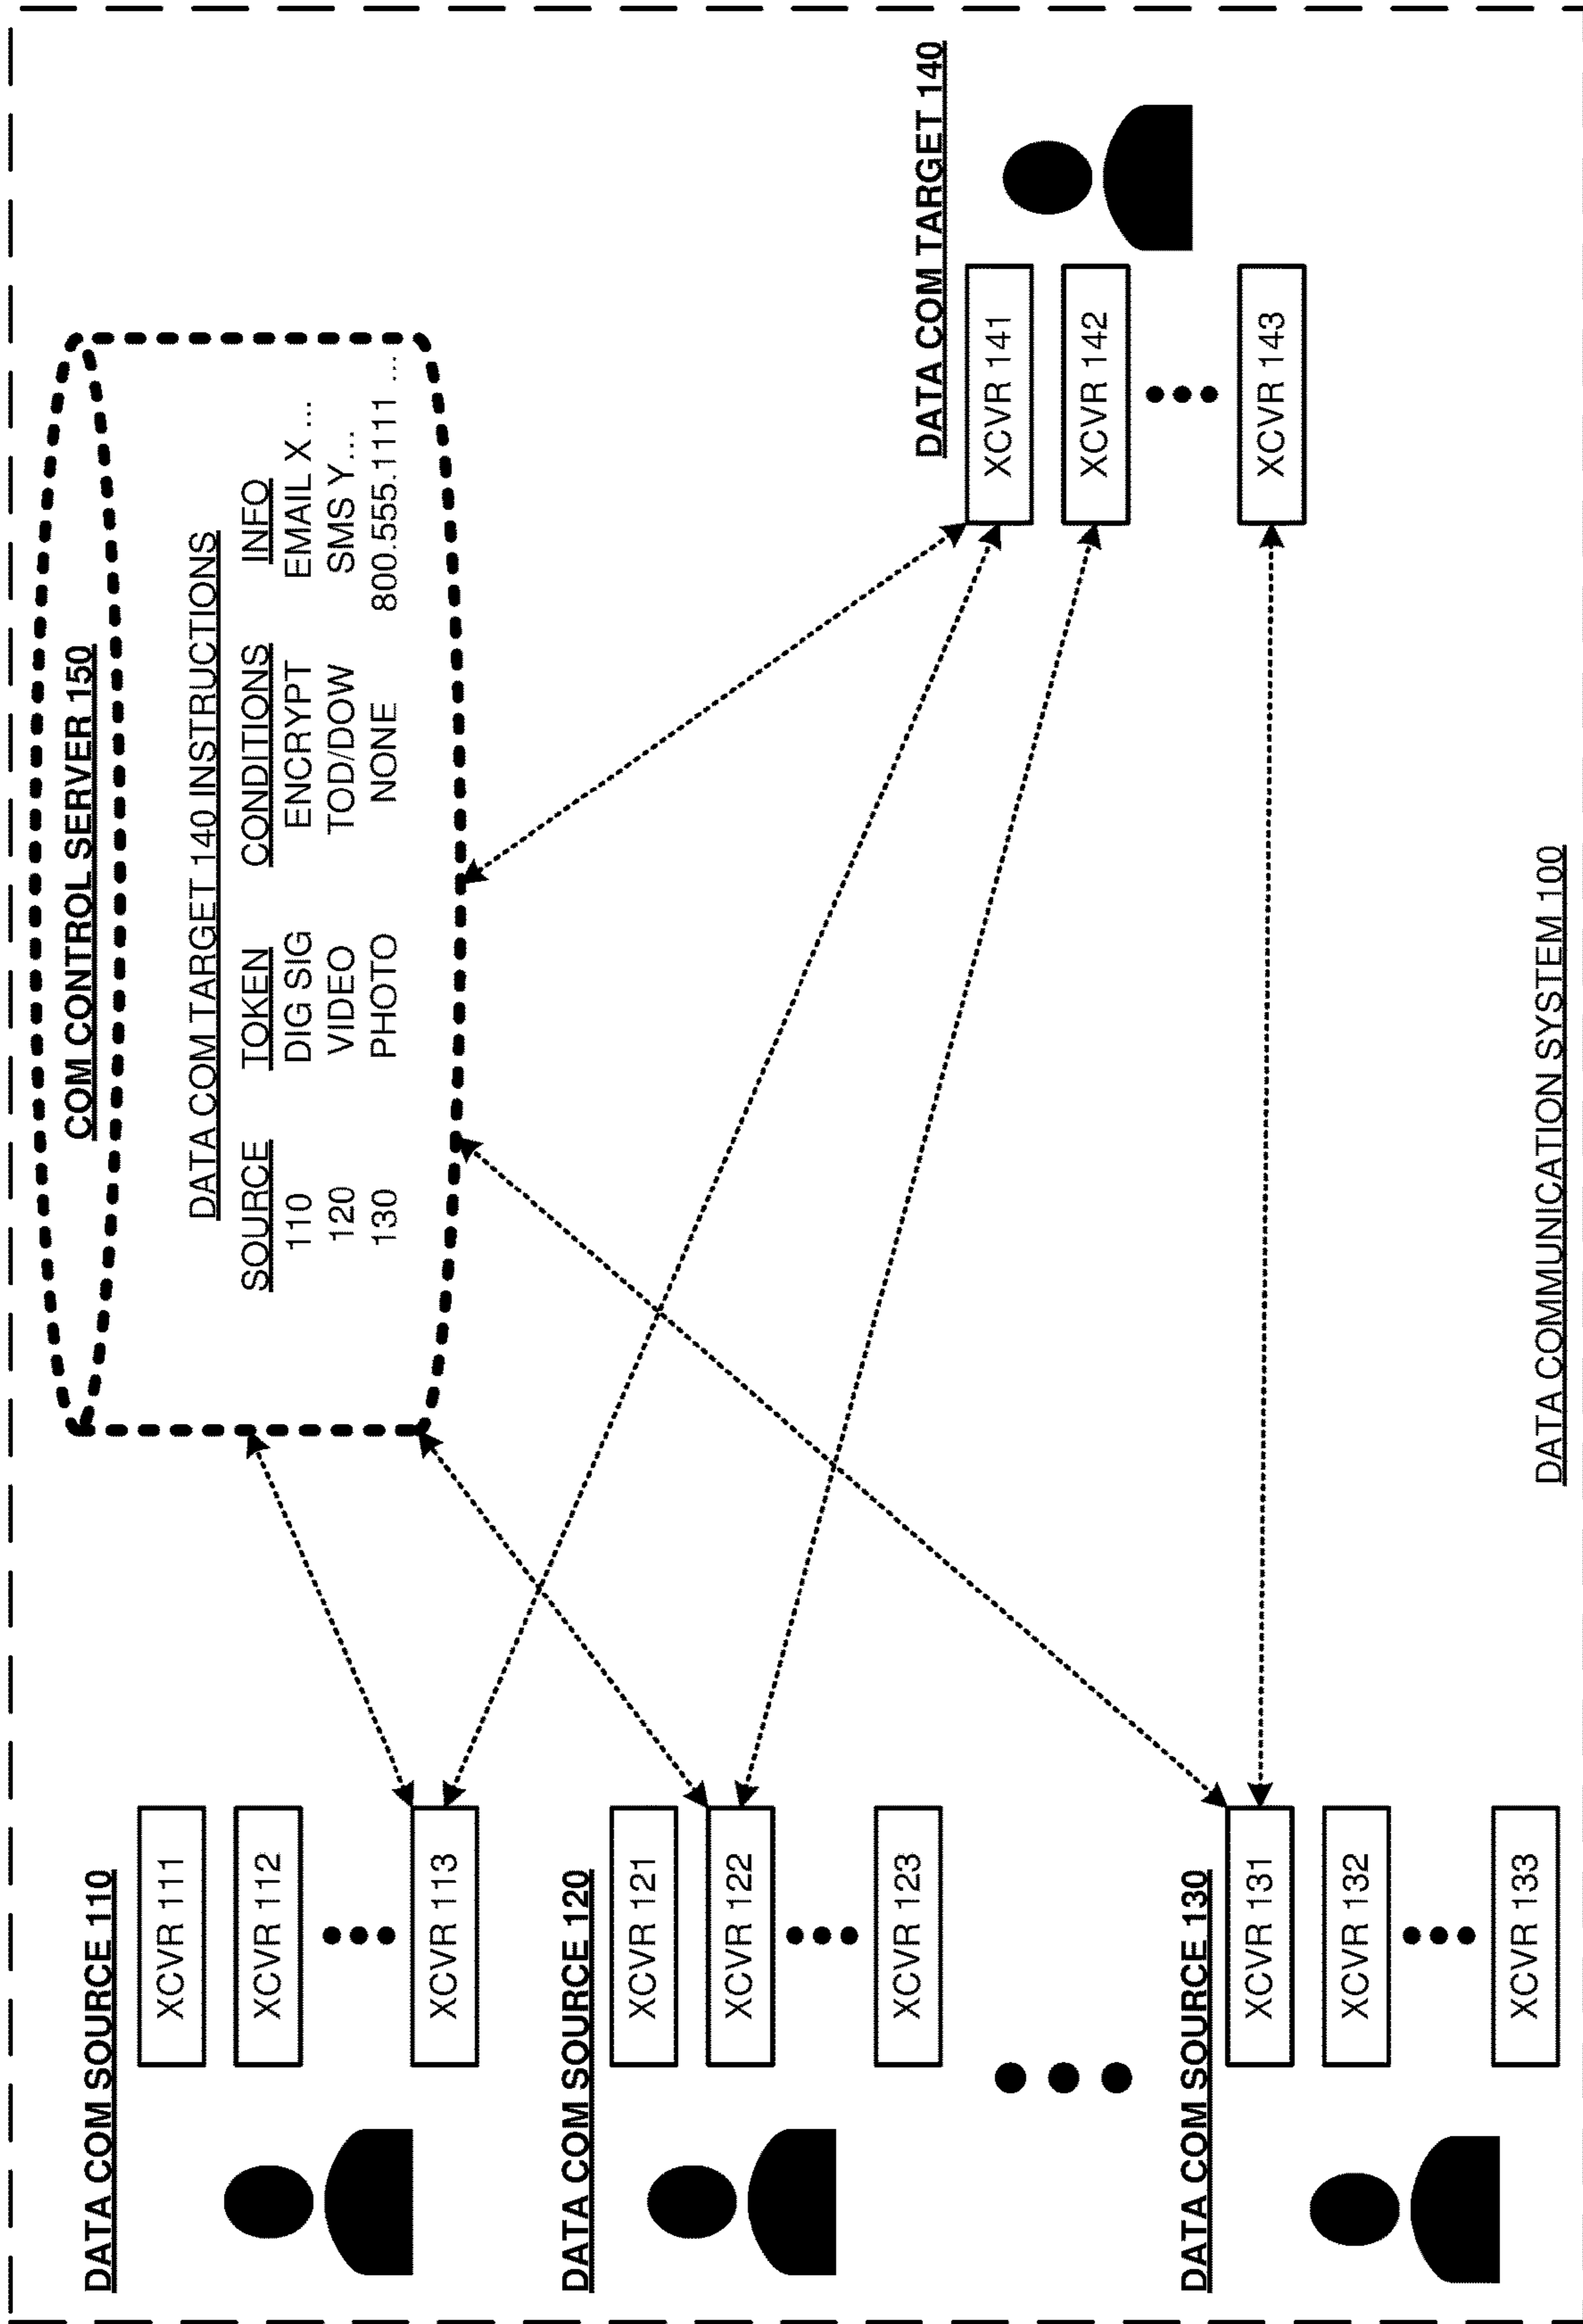 COM CONTROL SERVER 150
DATA COM TARGET 140 INSTRUCTIONS
SOURCE TOKEN CONDITIONS INFO
110 DIG SIG ENCRYPT EMAIL X ...
120 VIDEO TOD/DOW SMS Y...
130 PHOTO NONE 800.555.1111 ...
DATA COM SOURCE 110
XCVR 111
XCVR 112
XCVR 113
DATA COM SOURCE 120
XCVR 121
XCVR 122
XCVR 123
DATA COM SOURCE 130
XCVR 131
XCVR 132
XCVR 133
DATA COM TARGET 140
XCVR 141
XCVR 142
XCVR 143
DATA COMMUNICATION SYSTEM 100